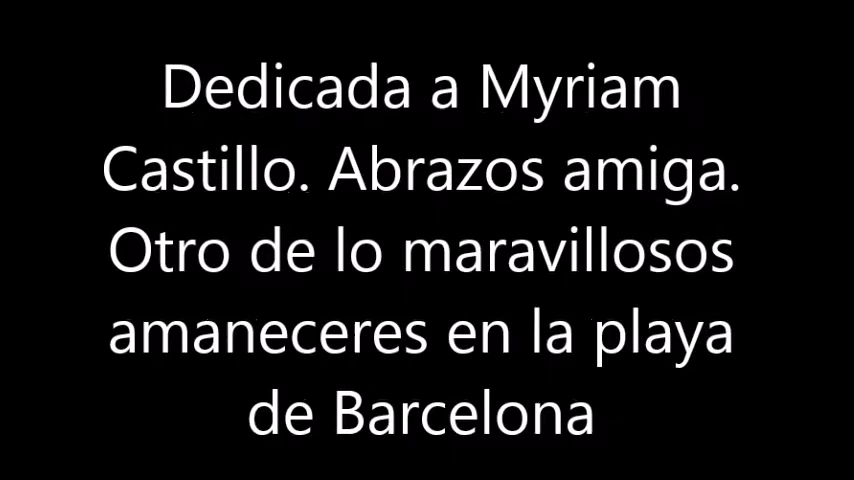 Dedicada a Myriam
Castillo. Abrazos amiga.
Otro de lo maravillosos
amaneceres en la playa
de Barcelona